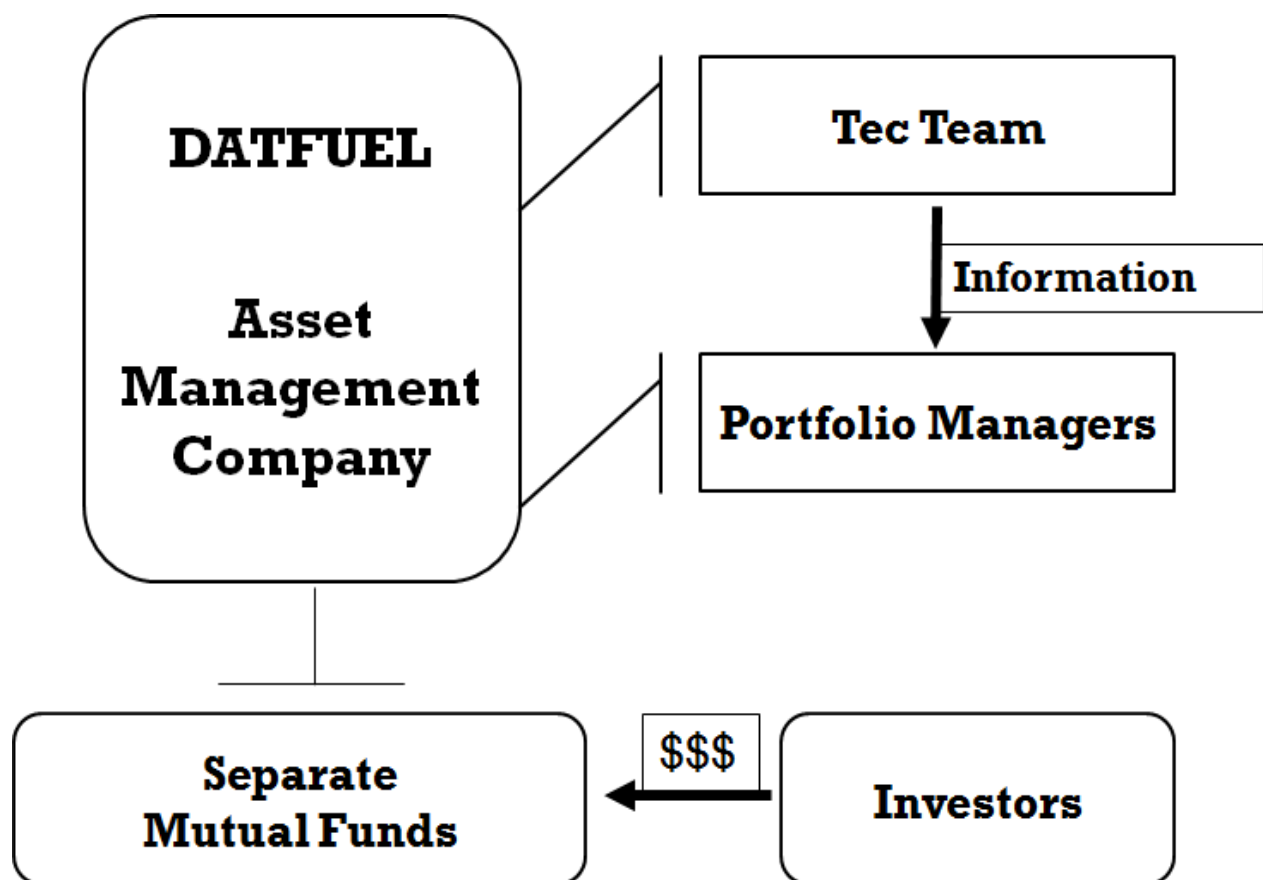 DATFUEL
Asset
Management
Company
Tec Team
Information
Portfolio Managers
Separate
Mutual Funds
$$$
Investors